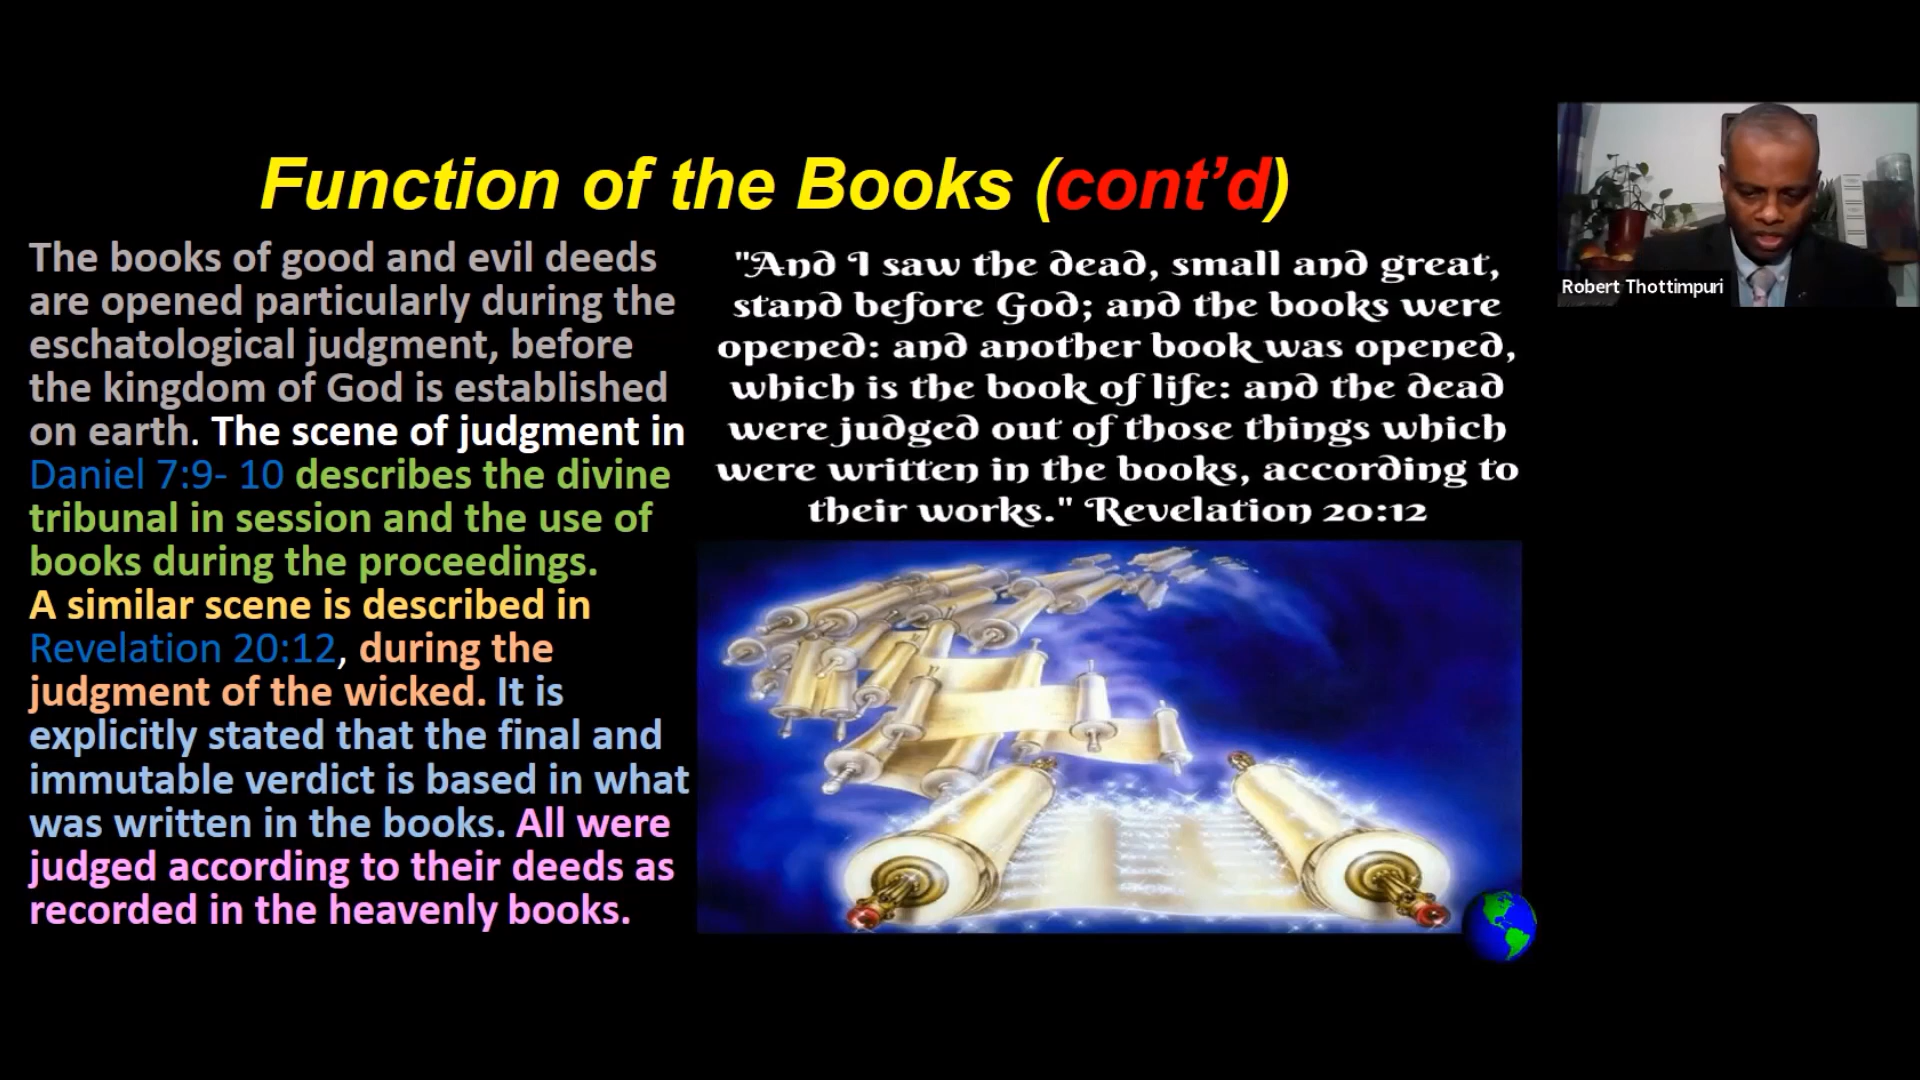 Function of the Books (cont’d)
The books of good and evil deeds
are opened particularly during the
eschatological judgment, before
the kingdom of God is established
on earth. The scene of judgment in
Daniel 7:9- 10 describes the divine
tribunal in session and the use of
books during the proceedings.
A similar scene is described in
Revelation 20:12, during the
judgment of the wicked. It is
explicitly stated that the final and
immutable verdict is based in what
was written in the books. All were
judged according to their deeds as
recorded in the heavenly books.
"And I saw the dead, small and great,
stand before God; and the books were
opened: and another book was opened,
which is the book of life: and the dead
were judged out of those things which
were written in the books, according to
their works." Revelation 20:12
Robert Thottimpuri